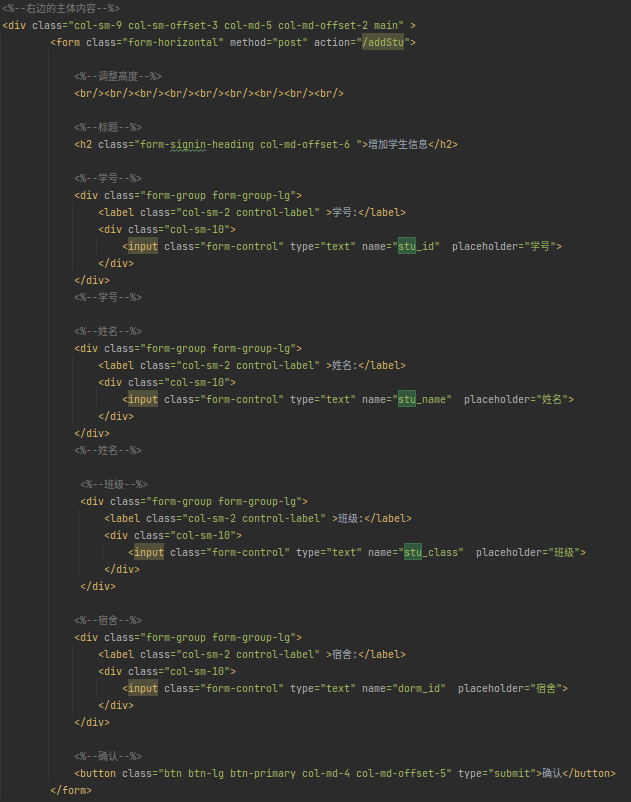 <%--右边的主体内容--%>
<div class="col-sm-9 col-sm-offset-3 col-md-5 col-md-offset-2 main" >
<form class="form-horizontal" method="post" action="/addStu">
<%--调整高度--%>
<br/><br/><br/><br/><br/><br/><br/><br/><br/>
<%--标题--%>
<h2 class="form-signin-heading col-md-offset-6 ">增加学生信息</h2>
<%--学号--%>
<div class="form-group form-group-lg">
<label class="col-sm-2 control-label" >学号:</label>
<div class="col-sm-10">
<input class="form-control" type="text" name="stu_id"  placeholder="学号">
</div>
</div>
<%--学号--%>
<%--姓名--%>
<div class="form-group form-group-lg">
<label class="col-sm-2 control-label" >姓名:</label>
<div class="col-sm-10">
<input class="form-control" type="text" name="stu_name"  placeholder="姓名">
</div>
</div>
<%--姓名--%>
<%--班级--%>
<div class="form-group form-group-lg">
<label class="col-sm-2 control-label" >班级:</label>
<div class="col-sm-10">
<input class="form-control" type="text" name="stu_class"  placeholder="班级">
</div>
</div>
<%--宿舍--%>
<div class="form-group form-group-lg">
<label class="col-sm-2 control-label" >宿舍:</label>
<div class="col-sm-10">
<input class="form-control" type="text" name="dorm_id"  placeholder="宿舍">
</div>
</div>
<%--确认--%>
<button class="btn btn-lg btn-primary col-md-4 col-md-offset-5" type="submit">确认</button>
</form>